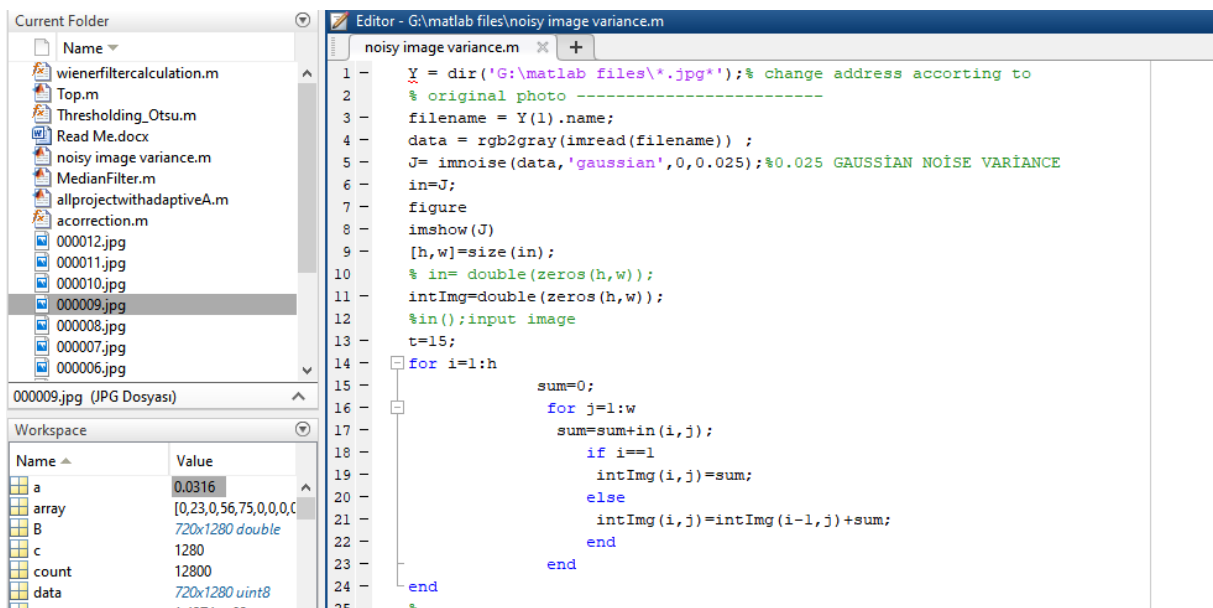 Current Folder
Name
wienerfiltercalculation.m
Top.m
Thresholding_Otsu.m
Read Me.docx
noisy image variance.m
MedianFilter.m
allprojectwithadaptiveA.m
acorrection.m
000012.jpg
000011.jpg
000010.jpg
000009.jpg
000008.jpg
000007.jpg
000006.jpg
000009.jpg (JPG Dosyası)
Workspace
Name Value
a 0.0316
array [0,23,0,56,75,0,0,0,0
B 720x1280 double
c 1280
count 12800
data 720x1280 uint8
Editor - G:\matlab files\noisy image variance.m
noisy image variance.m
1 - Y = dir('G:\matlab files\*.jpg*');% change address accorting to
2 % original photo -------------------------
3 - filename = Y(1).name;
4 - data = rgb2gray(imread(filename)) ;
5 - J= imnoise(data,'gaussian',0,0.025);%0.025 GAUSSİAN NOİSE VARİANCE
6 - in=J;
7 - figure
8 - imshow(J)
9 - [h,w]=size(in);
10 % in= double(zeros(h,w));
11 - intImg=double(zeros(h,w));
12 %in();input image
13 - t=15;
14 - for i=1:h
15 - sum=0;
16 - for j=1:w
17 - sum=sum+in(i,j);
18 - if i==1
19 - intImg(i,j)=sum;
20 - else
21 - intImg(i,j)=intImg(i-1,j)+sum;
22 - end
23 - end
24 - end